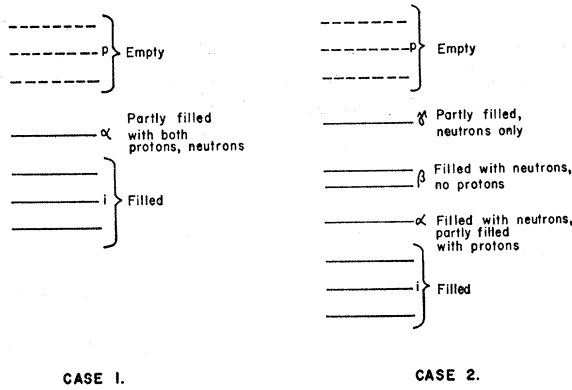 p Empty
α Partly filled
with both
protons, neutrons
i Filled
CASE 1.
p Empty
γ Partly filled,
neutrons only
β Filled with neutrons,
no protons
α Filled with neutrons,
partly filled
with protons
i Filled
CASE 2.